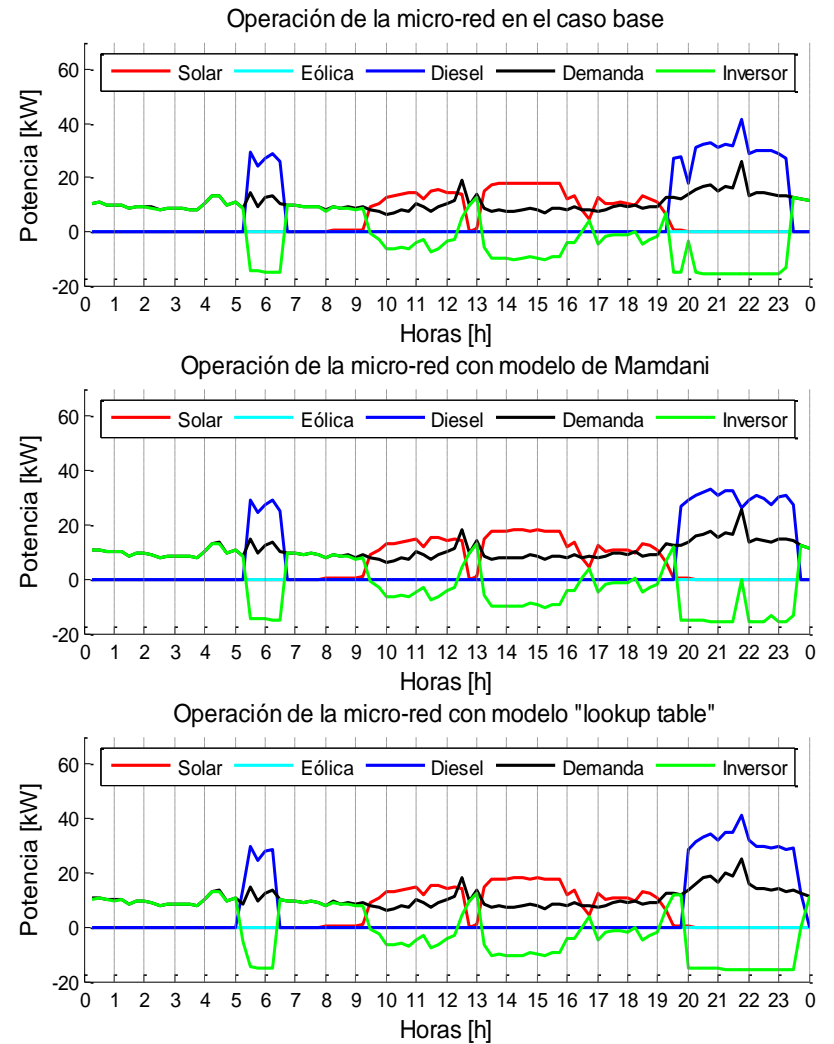 Operación de la micro-red en el caso base
Solar Eólica Diesel Demanda Inversor
Potencia [kW]
60
40
20
0
-20
0 1 2 3 4 5 6 7 8 9 10 11 12 13 14 15 16 17 18 19 20 21 22 23 0
Horas [h]
Operación de la micro-red con modelo de Mamdani
Solar Eólica Diesel Demanda Inversor
Potencia [kW]
60
40
20
0
-20
0 1 2 3 4 5 6 7 8 9 10 11 12 13 14 15 16 17 18 19 20 21 22 23 0
Horas [h]
Operación de la micro-red con modelo "lookup table"
Solar Eólica Diesel Demanda Inversor
Potencia [kW]
60
40
20
0
-20
0 1 2 3 4 5 6 7 8 9 10 11 12 13 14 15 16 17 18 19 20 21 22 23 0
Horas [h]